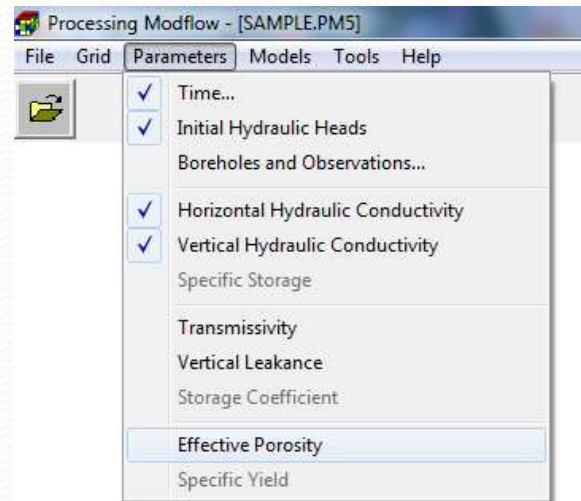 Processing Modflow - [SAMPLE.PM5]
File Grid Parameters Models Tools Help
Time...
Initial Hydraulic Heads
Boreholes and Observations...
Horizontal Hydraulic Conductivity
Vertical Hydraulic Conductivity
Specific Storage
Transmissivity
Vertical Leakance
Storage Coefficient
Effective Porosity
Specific Yield